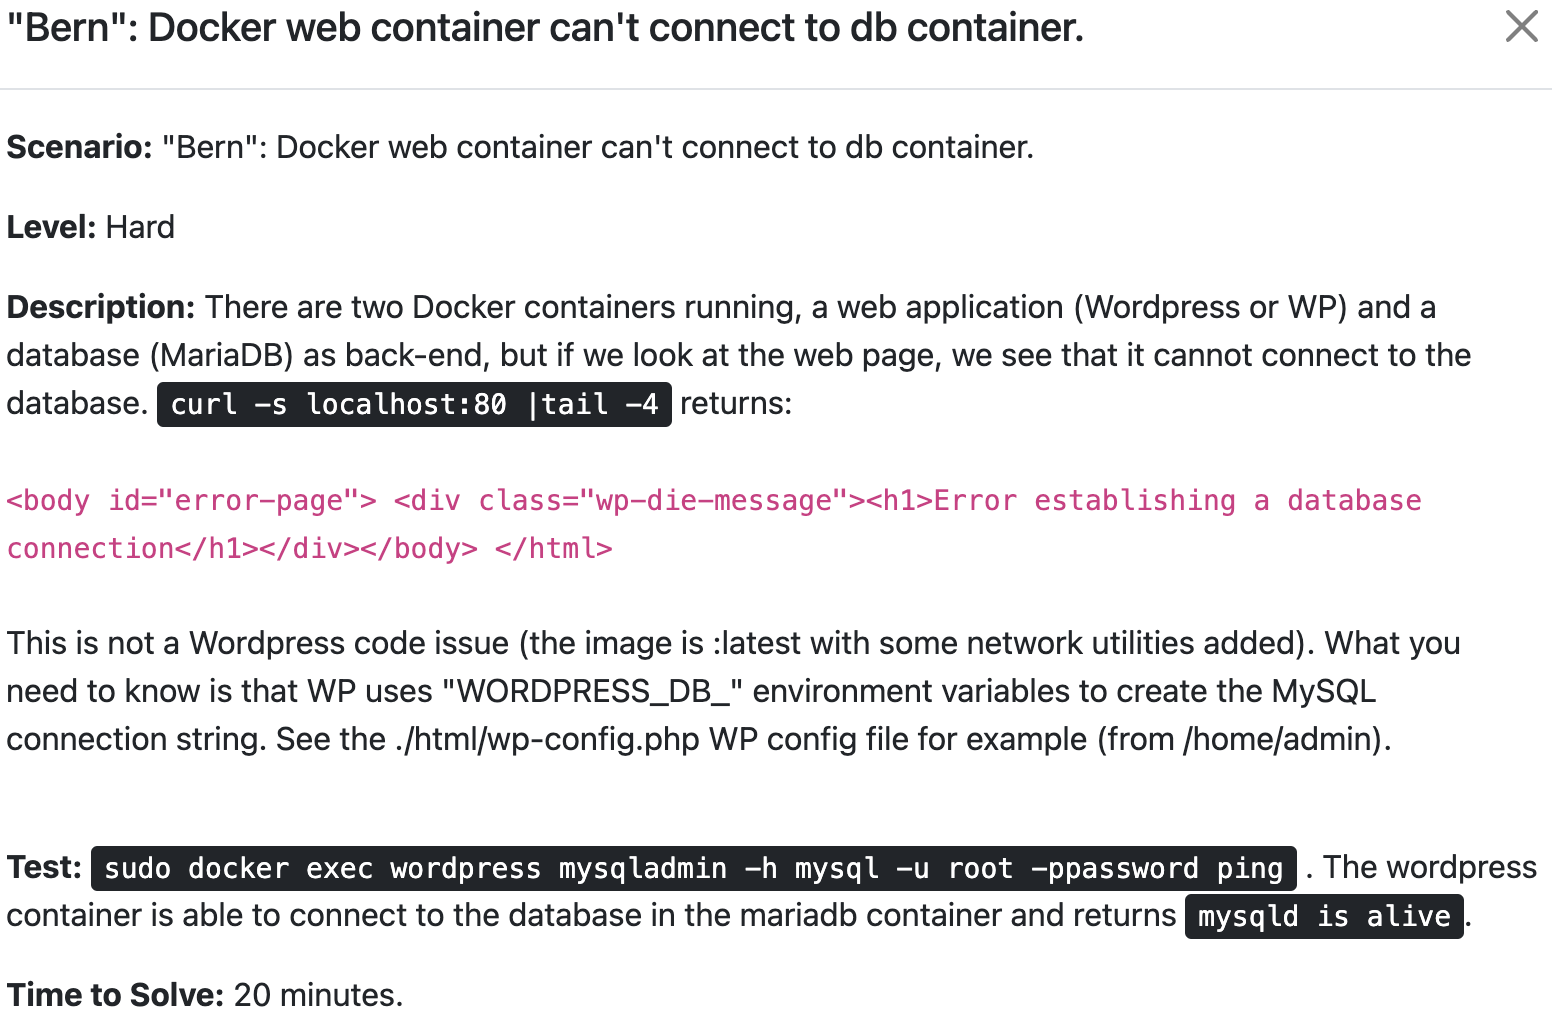 "Bern": Docker web container can't connect to db container.
Scenario: "Bern": Docker web container can't connect to db container.
Level: Hard
Description: There are two Docker containers running, a web application (Wordpress or WP) and a
database (MariaDB) as back-end, but if we look at the web page, we see that it cannot connect to the
database. curl -s localhost:80 |tail -4 returns:
<body id="error-page"> <div class="wp-die-message"><h1>Error establishing a database
connection</h1></div></body> </html>
This is not a Wordpress code issue (the image is :latest with some network utilities added). What you
need to know is that WP uses "WORDPRESS_DB_" environment variables to create the MySQL
connection string. See the ./html/wp-config.php WP config file for example (from /home/admin).
Test: sudo docker exec wordpress mysqladmin -h mysql -u root -ppassword ping . The wordpress
container is able to connect to the database in the mariadb container and returns mysqld is alive.
Time to Solve: 20 minutes.